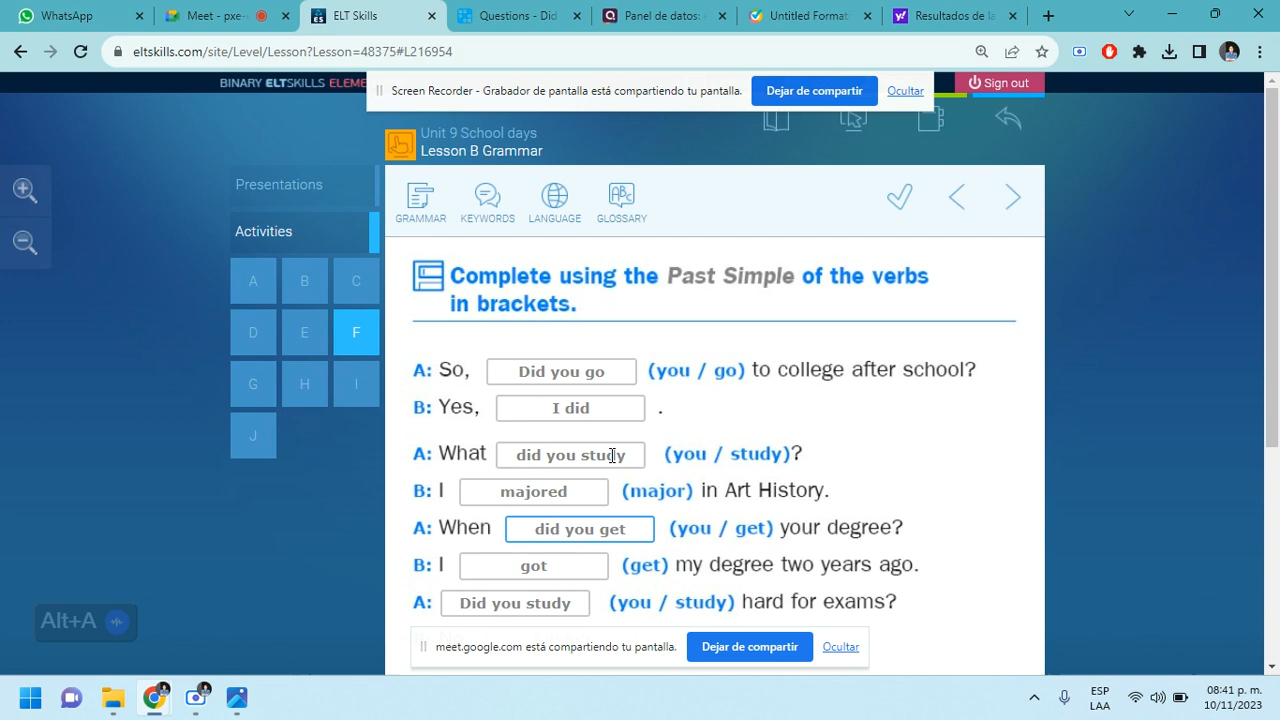 WhatsApp
Meet - pxe-
ELT Skills
Questions - Did
Panel de datos:
Untitled Format
Resultados de la
eltskills.com/site/Level/Lesson?Lesson=48375#L216954
BINARY ELTSKILLS ELEME
Screen Recorder - Grabador de pantalla está compartiendo tu pantalla.
Dejar de compartir
Ocultar
Sign out
Unit 9 School days
Lesson B Grammar
Presentations
Activities
A B C
D E F
G H I
J
GRAMMAR
KEYWORDS
LANGUAGE
GLOSSARY
Complete using the Past Simple of the verbs
in brackets.
A: So, Did you go (you / go) to college after school?
B: Yes, I did .
A: What did you study (you / study)?
B: I majored (major) in Art History.
A: When did you get (you / get) your degree?
B: I got (get) my degree two years ago.
A: Did you study (you / study) hard for exams?
meet.google.com está compartiendo tu pantalla.
Dejar de compartir
Ocultar
Alt+A
ESP
LAA
08:41 p. m.
10/11/2023